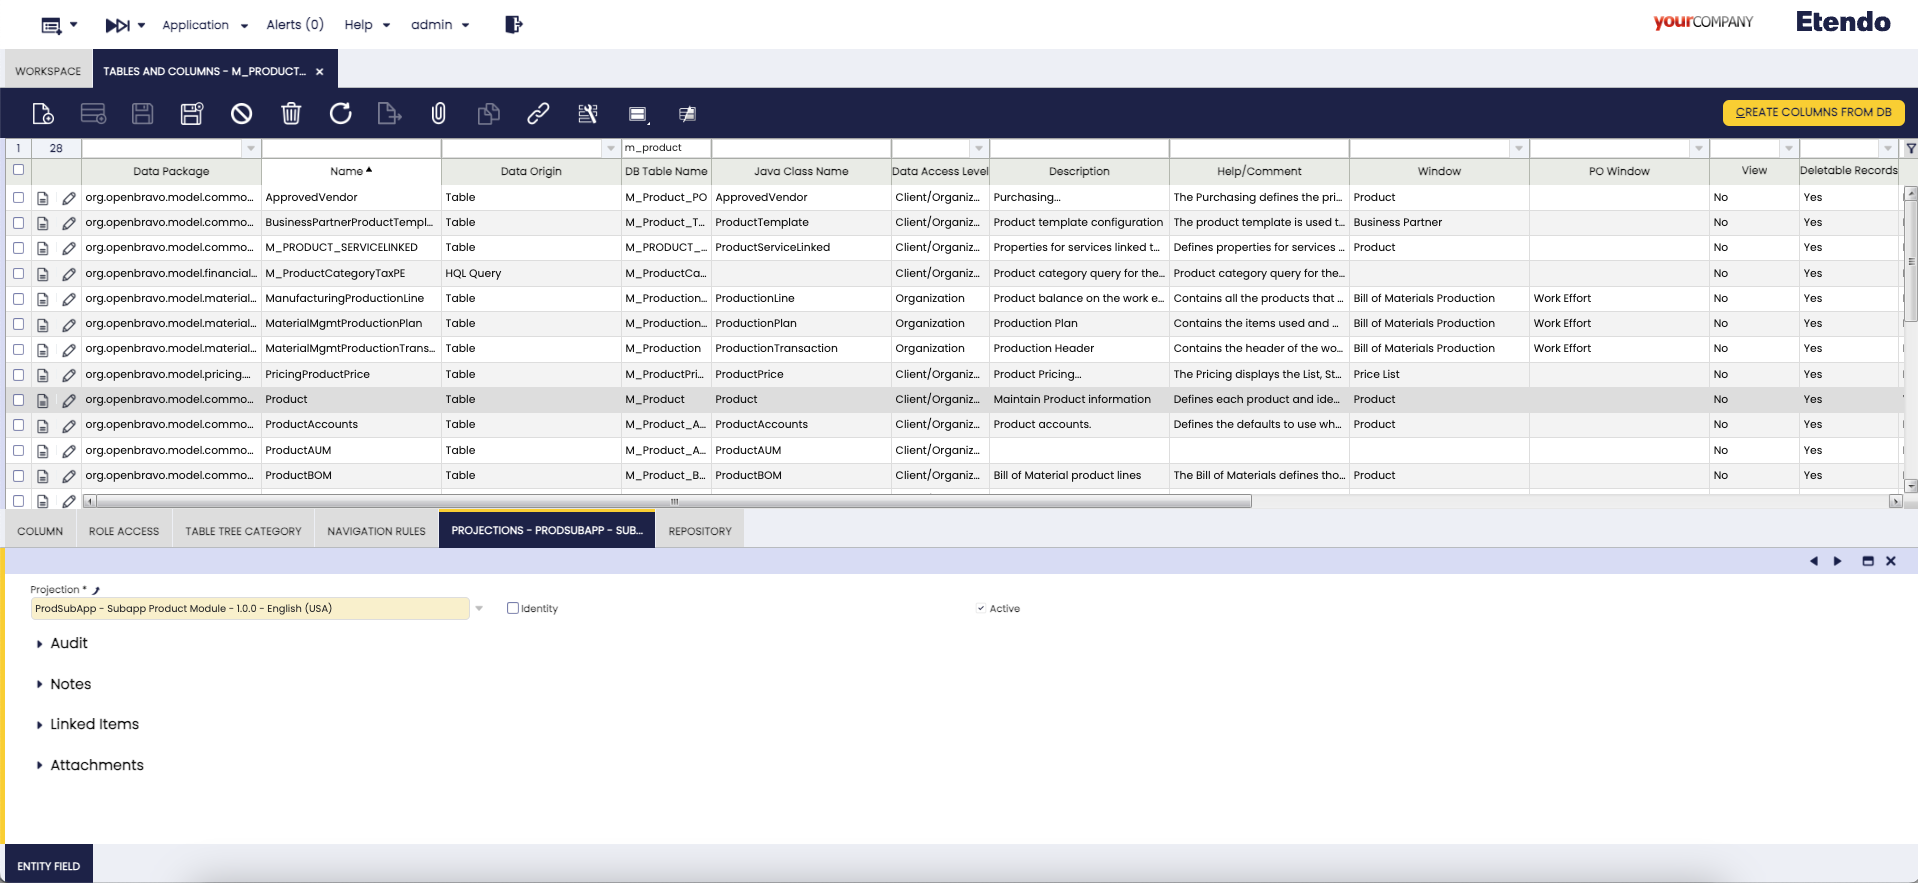 Application Alerts (0) Help admin yourCOMPANY Etendo
WORKSPACE TABLES AND COLUMNS - M_PRODUCT... ×
CREATE COLUMNS FROM DB
1 28 m_product
Data Package Name Data Origin DB Table Name Java Class Name Data Access Level Description Help/Comment Window PO Window View Deletable Records
org.openbravo.model.commo... ApprovedVendor Table M_Product_PO ApprovedVendor Client/Organiz... Purchasing... The Purchasing defines the pri... Product No Yes
org.openbravo.model.commo... BusinessPartnerProductTempl... Table M_Product_T... ProductTemplate Client/Organiz... Product template configuration The product template is used t... Business Partner No Yes
org.openbravo.model.commo... M_PRODUCT_SERVICELINKED Table M_PRODUCT_... ProductServiceLinked Client/Organiz... Properties for services linked t... Defines properties for services ... Product No Yes
org.openbravo.model.financial... M_ProductCategoryTaxPE HQL Query M_ProductCa... Client/Organiz... Product category query for the... Product category query for the... No Yes
org.openbravo.model.material... ManufacturingProductionLine Table M_Production... ProductionLine Organization Product balance on the work e... Contains all the products that ... Bill of Materials Production Work Effort No Yes
org.openbravo.model.material... MaterialMgmtProductionPlan Table M_Production... ProductionPlan Organization Production Plan Contains the items used and ... Bill of Materials Production Work Effort No Yes
org.openbravo.model.material... MaterialMgmtProductionTrans... Table M_Production ProductionTransaction Organization Production Header Contains the header of the wo... Bill of Materials Production Work Effort No Yes
org.openbravo.model.pricing.... PricingProductPrice Table M_ProductPri... ProductPrice Client/Organiz... Product Pricing... The Pricing displays the List, St... Price List No Yes
org.openbravo.model.commo... Product Table M_Product Product Client/Organiz... Maintain Product information Defines each product and ide... Product No Yes
org.openbravo.model.commo... ProductAccounts Table M_Product_A... ProductAccounts Client/Organiz... Product accounts. Defines the defaults to use wh... Product No Yes
org.openbravo.model.commo... ProductAUM Table M_Product_A... ProductAUM Client/Organiz... No Yes
org.openbravo.model.commo... ProductBOM Table M_Product_B... ProductBOM Client/Organiz... Bill of Material product lines The Bill of Materials defines tho... Product No Yes
COLUMN ROLE ACCESS TABLE TREE CATEGORY NAVIGATION RULES PROJECTIONS - PRODSUBAPP - SUB... REPOSITORY
Projection *
ProdSubApp - Subapp Product Module - 1.0.0 - English (USA) Identity Active
Audit
Notes
Linked Items
Attachments
ENTITY FIELD